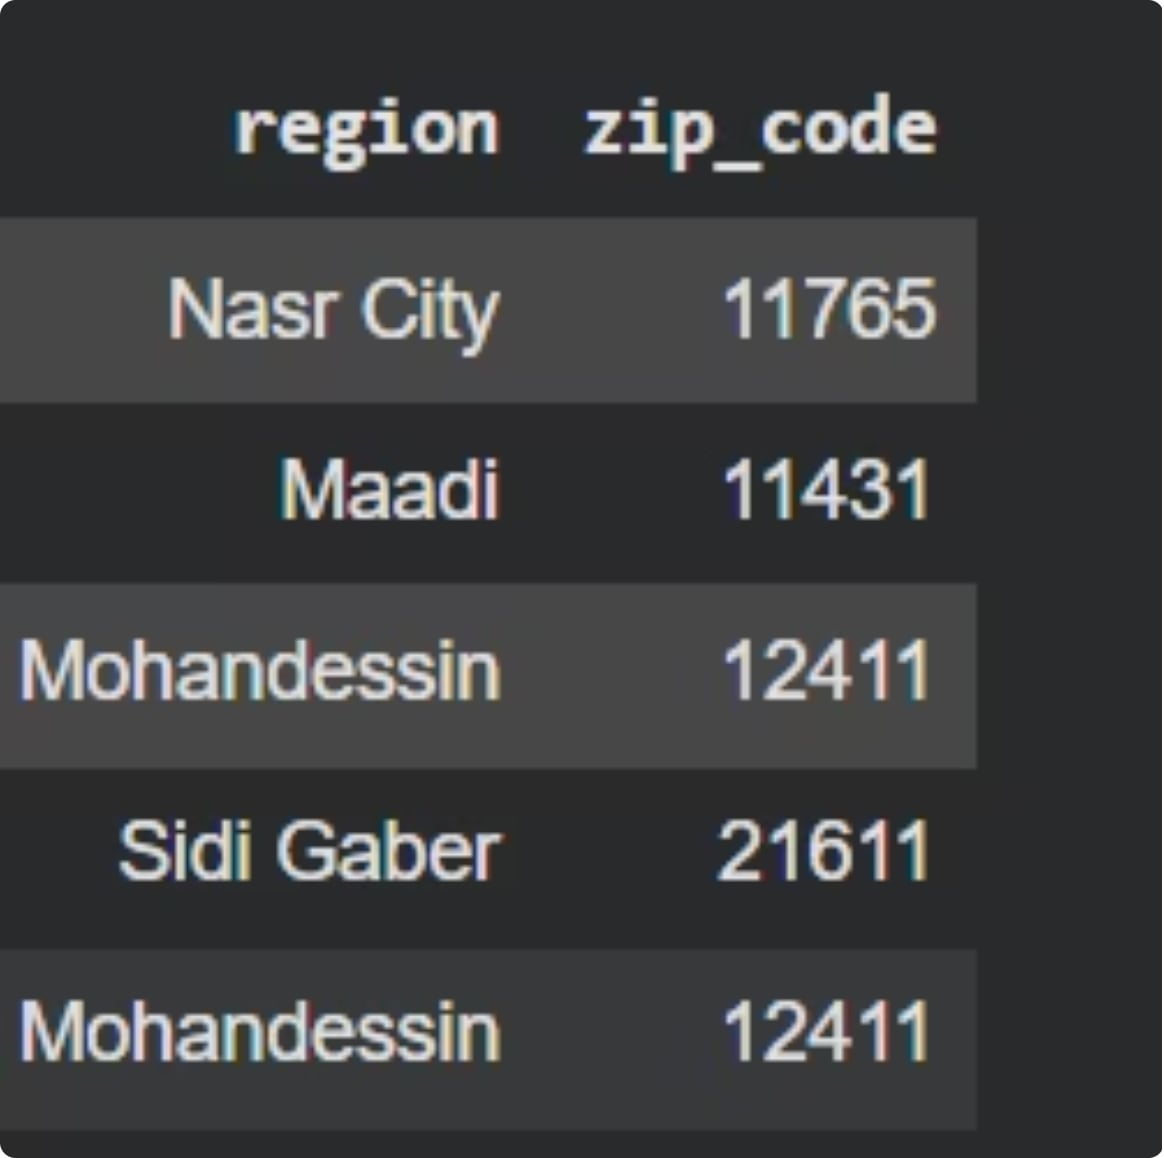 region zip_code
Nasr City 11765
Maadi 11431
Mohandessin 12411
Sidi Gaber 21611
Mohandessin 12411